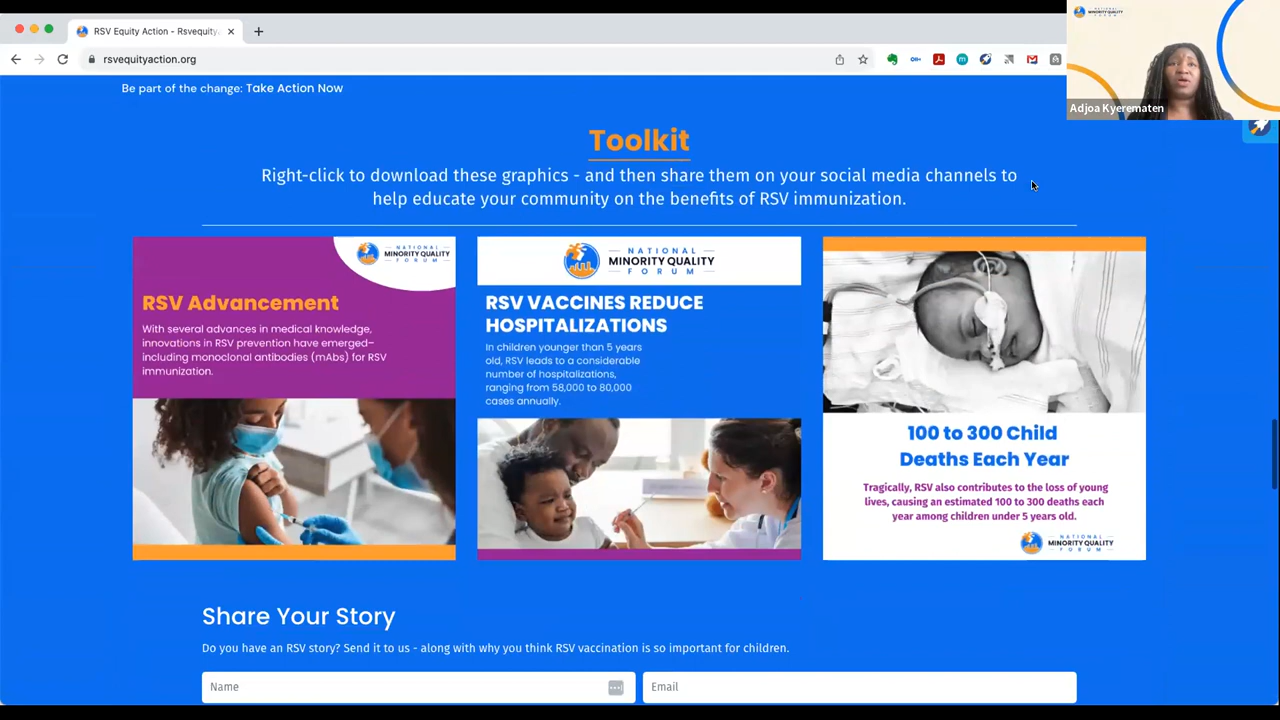 RSV Equity Action - Rsvequity
rsvequityaction.org
NATIONAL
MINORITY QUALITY
FORUM
Adjoa Kyerematen
Be part of the change: Take Action Now
Toolkit
Right-click to download these graphics - and then share them on your social media channels to
help educate your community on the benefits of RSV immunization.
NATIONAL
MINORITY QUALITY
FORUM
RSV Advancement
With several advances in medical knowledge,
innovations in RSV prevention have emerged–
including monoclonal antibodies (mAbs) for RSV
immunization.
NATIONAL
MINORITY QUALITY
FORUM
RSV VACCINES REDUCE
HOSPITALIZATIONS
In children younger than 5 years
old, RSV leads to a considerable
number of hospitalizations,
ranging from 58,000 to 80,000
cases annually.
100 to 300 Child
Deaths Each Year
Tragically, RSV also contributes to the loss of young
lives, causing an estimated 100 to 300 deaths each
year among children under 5 years old.
NATIONAL
MINORITY QUALITY
FORUM
Share Your Story
Do you have an RSV story? Send it to us - along with why you think RSV vaccination is so important for children.
Name
Email